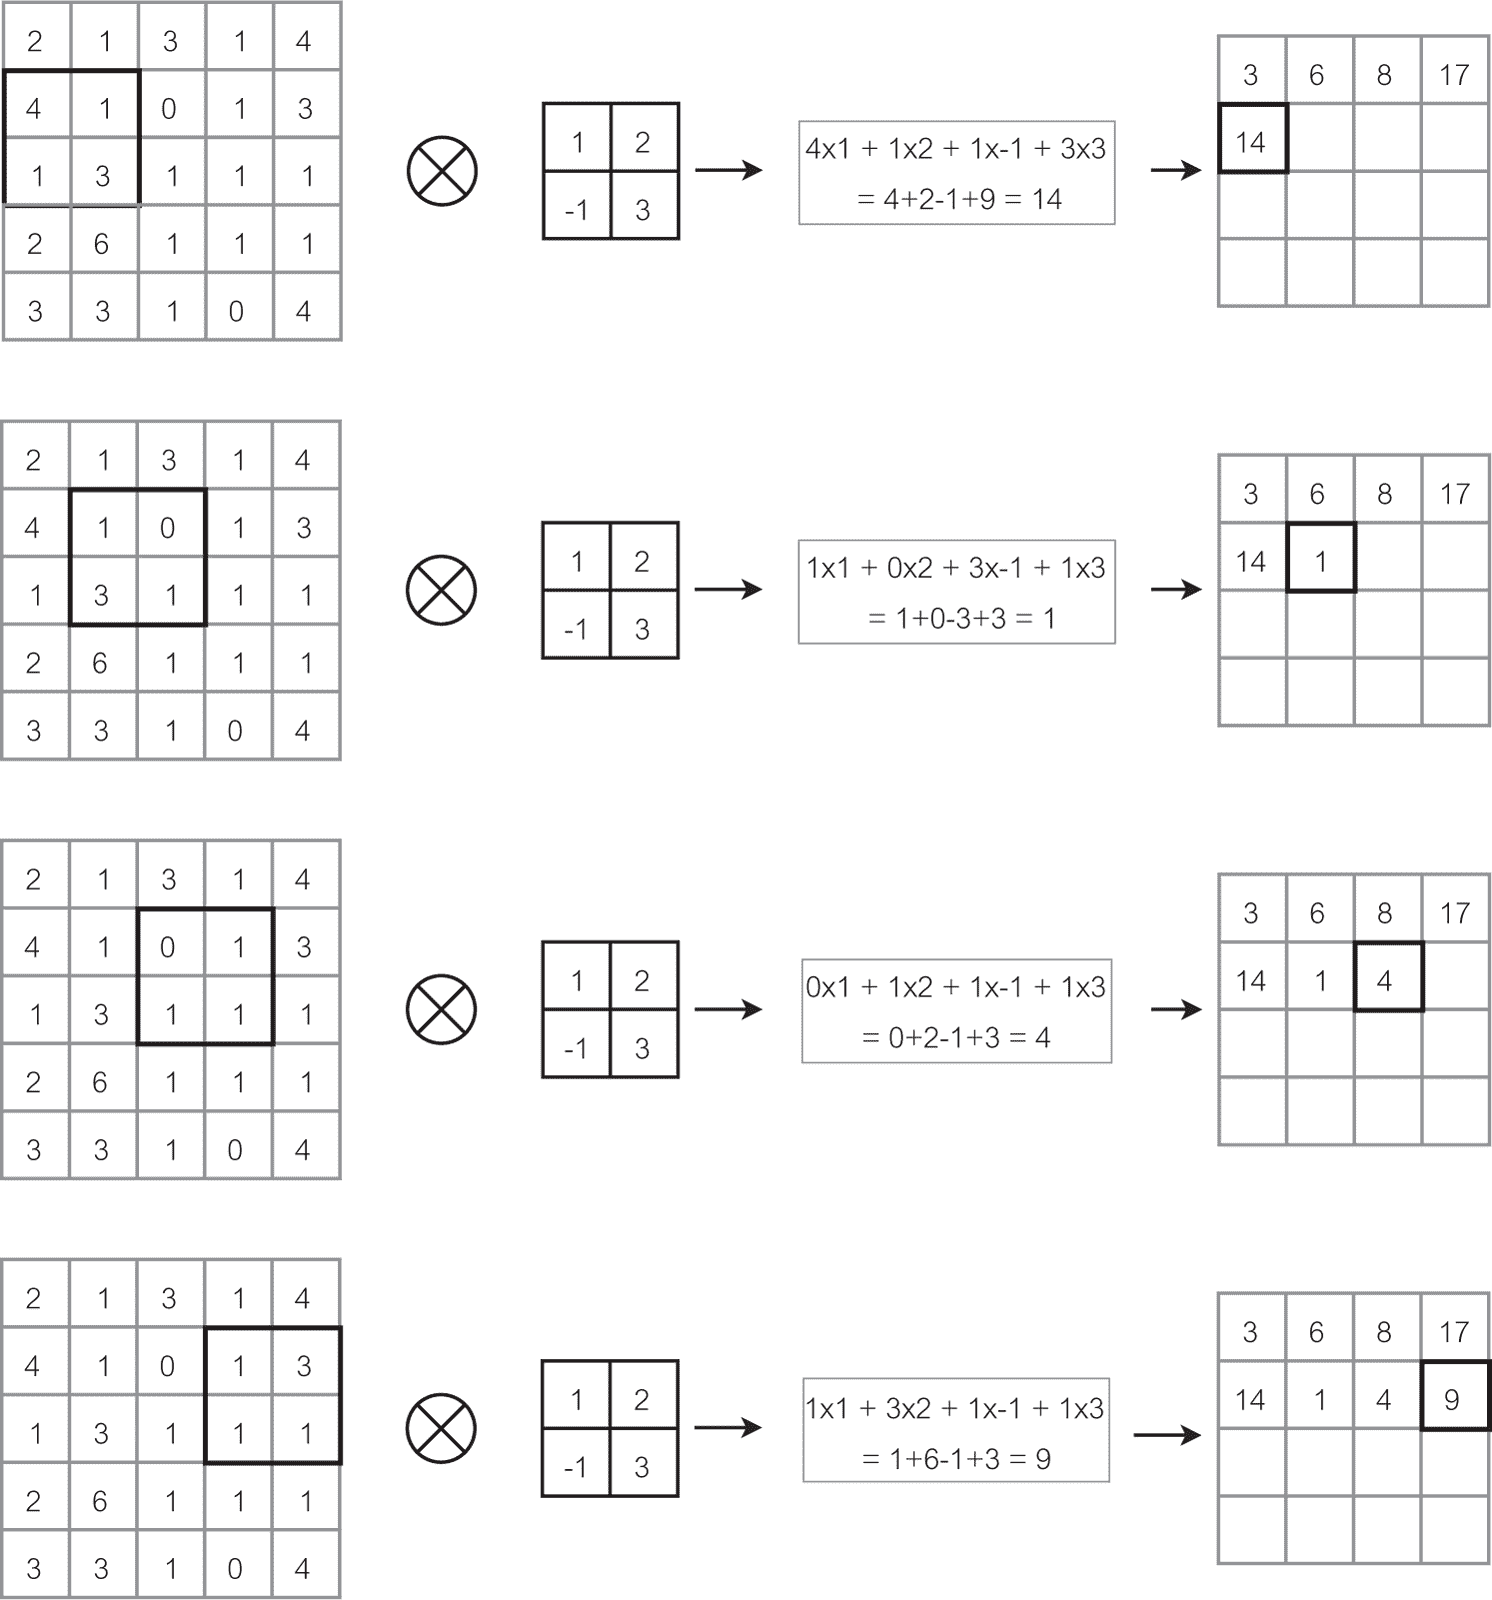 2 1 3 1 4
4 1 0 1 3
1 3 1 1 1
2 6 1 1 1
3 3 1 0 4
1 2
-1 3
4x1 + 1x2 + 1x-1 + 3x3
= 4+2-1+9 = 14
3 6 8 17
14
2 1 3 1 4
4 1 0 1 3
1 3 1 1 1
2 6 1 1 1
3 3 1 0 4
1 2
-1 3
1x1 + 0x2 + 3x-1 + 1x3
= 1+0-3+3 = 1
3 6 8 17
14 1
2 1 3 1 4
4 1 0 1 3
1 3 1 1 1
2 6 1 1 1
3 3 1 0 4
1 2
-1 3
0x1 + 1x2 + 1x-1 + 1x3
= 0+2-1+3 = 4
3 6 8 17
14 1 4
2 1 3 1 4
4 1 0 1 3
1 3 1 1 1
2 6 1 1 1
3 3 1 0 4
1 2
-1 3
1x1 + 3x2 + 1x-1 + 1x3
= 1+6-1+3 = 9
3 6 8 17
14 1 4 9